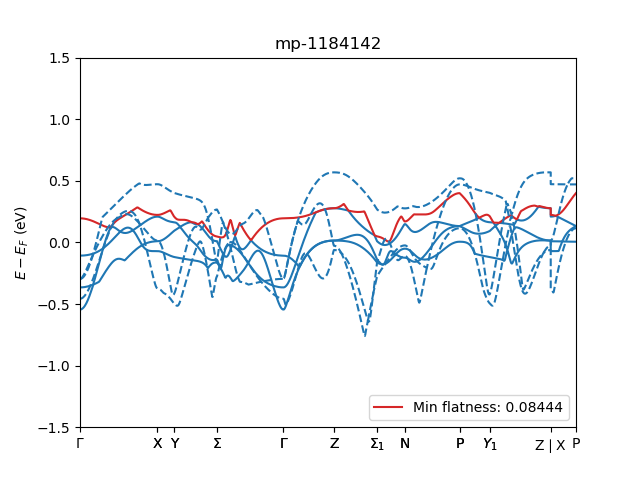 mp-1184142
E − E_F (eV)
1.5
1.0
0.5
0.0
−0.5
−1.0
−1.5
Min flatness: 0.08444
Γ X Y Σ Γ Z Σ₁ N P Y₁ Z | X P